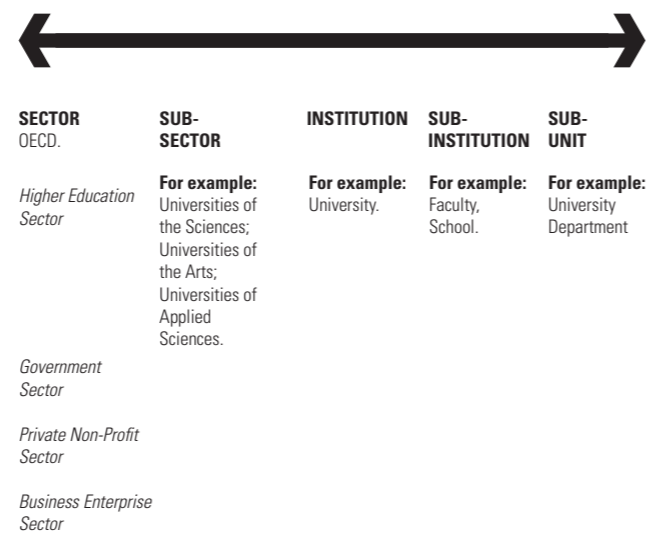 SECTOR
OECD.
SUB-
SECTOR
INSTITUTION
SUB-
INSTITUTION
SUB-
UNIT
Higher Education
Sector
For example:
Universities of
the Sciences;
Universities of
the Arts;
Universities of
Applied
Sciences.
For example:
University.
For example:
Faculty,
School.
For example:
University
Department
Government
Sector
Private Non-Profit
Sector
Business Enterprise
Sector